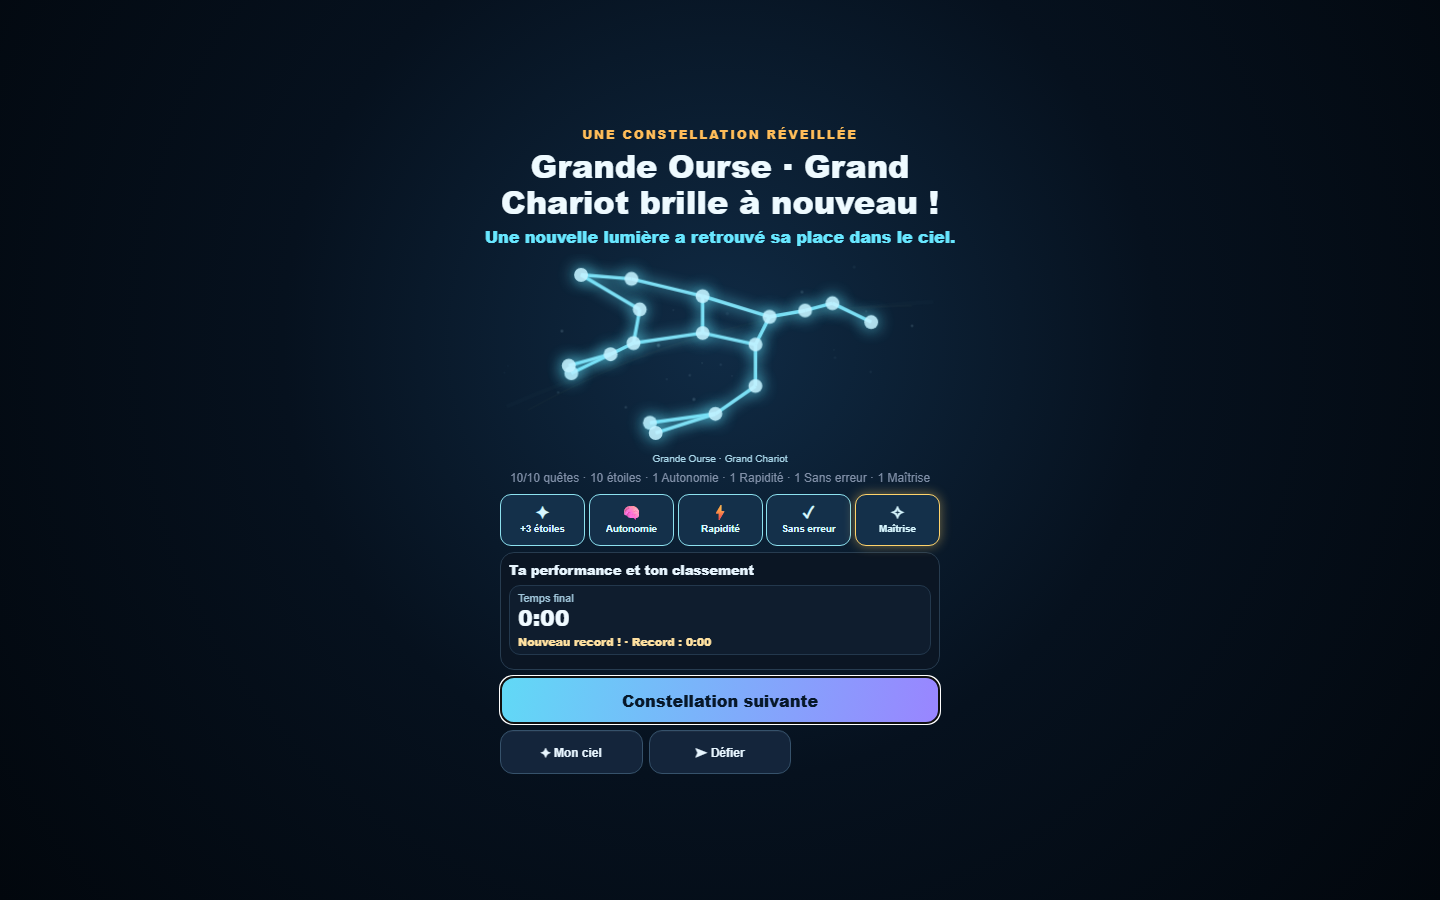 UNE CONSTELLATION RÉVEILLÉE
Grande Ourse · Grand
Chariot brille à nouveau !
Une nouvelle lumière a retrouvé sa place dans le ciel.
Grande Ourse · Grand Chariot
10/10 quêtes · 10 étoiles · 1 Autonomie · 1 Rapidité · 1 Sans erreur · 1 Maîtrise
+3 étoiles
Autonomie
Rapidité
Sans erreur
Maîtrise
Ta performance et ton classement
Temps final
0:00
Nouveau record ! · Record : 0:00
Constellation suivante
Mon ciel
Défier